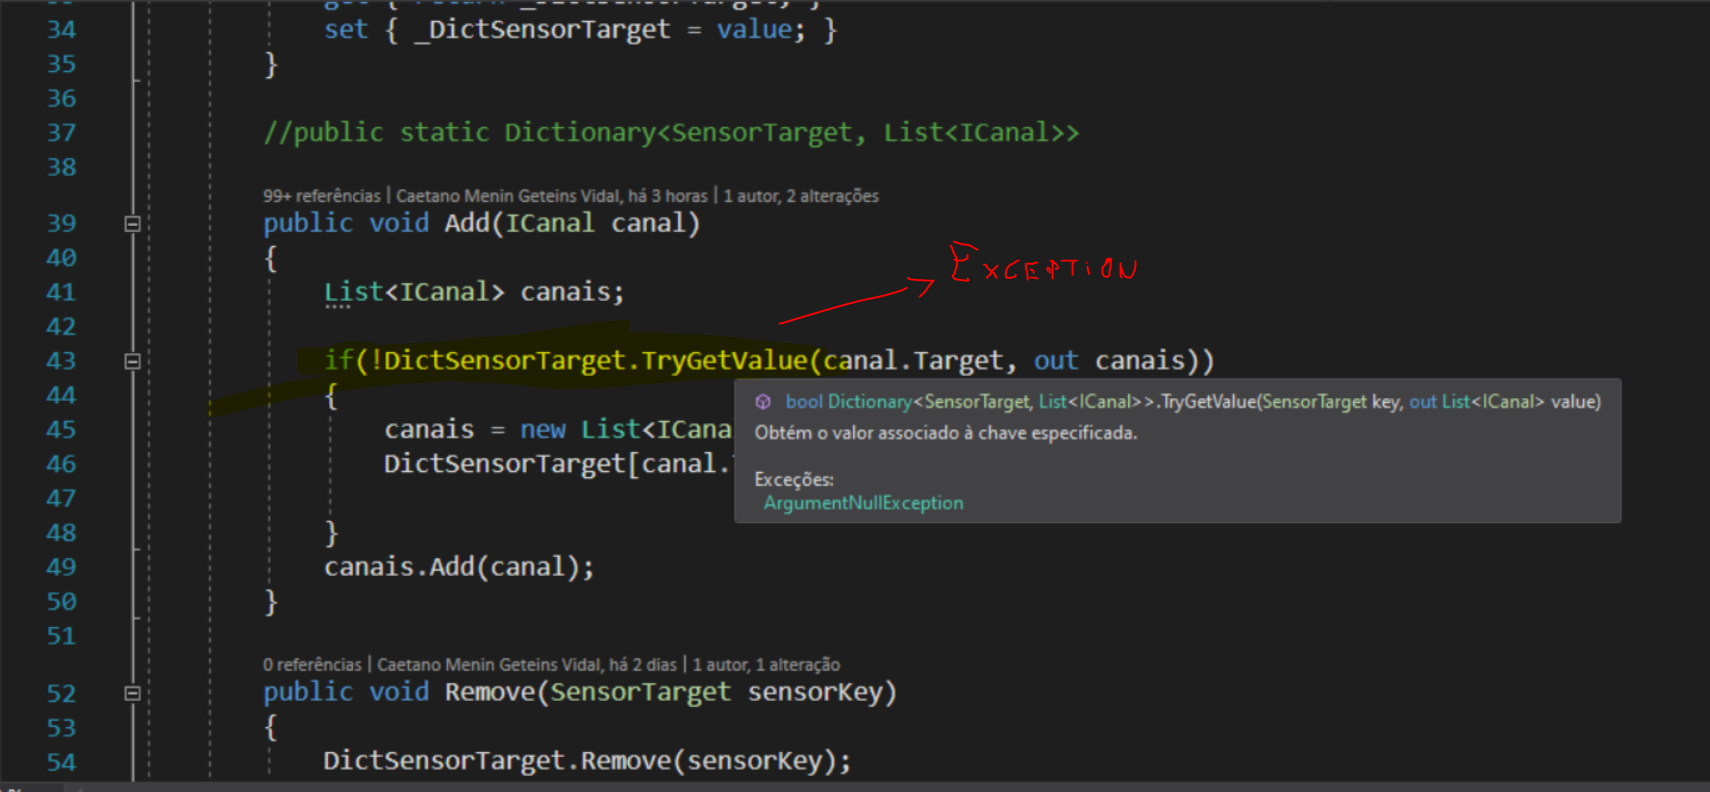 34 set { _DictSensorTarget = value; }
35 }
36
37 //public static Dictionary<SensorTarget, List<ICanal>>
38
99+ referências | Caetano Menin Geteins Vidal, há 3 horas | 1 autor, 2 alterações
39 public void Add(ICanal canal)
40 {
EXCEPTION
41 List<ICanal> canais;
42
43 if(!DictSensorTarget.TryGetValue(canal.Target, out canais))
44 {
bool Dictionary<SensorTarget, List<ICanal>>.TryGetValue(SensorTarget key, out List<ICanal> value)
45 canais = new List<ICana
Obtém o valor associado à chave especificada.
46 DictSensorTarget[canal.
Exceções:
47
ArgumentNullException
48 }
49 canais.Add(canal);
50 }
51
0 referências | Caetano Menin Geteins Vidal, há 2 dias | 1 autor, 1 alteração
52 public void Remove(SensorTarget sensorKey)
53 {
54 DictSensorTarget.Remove(sensorKey);